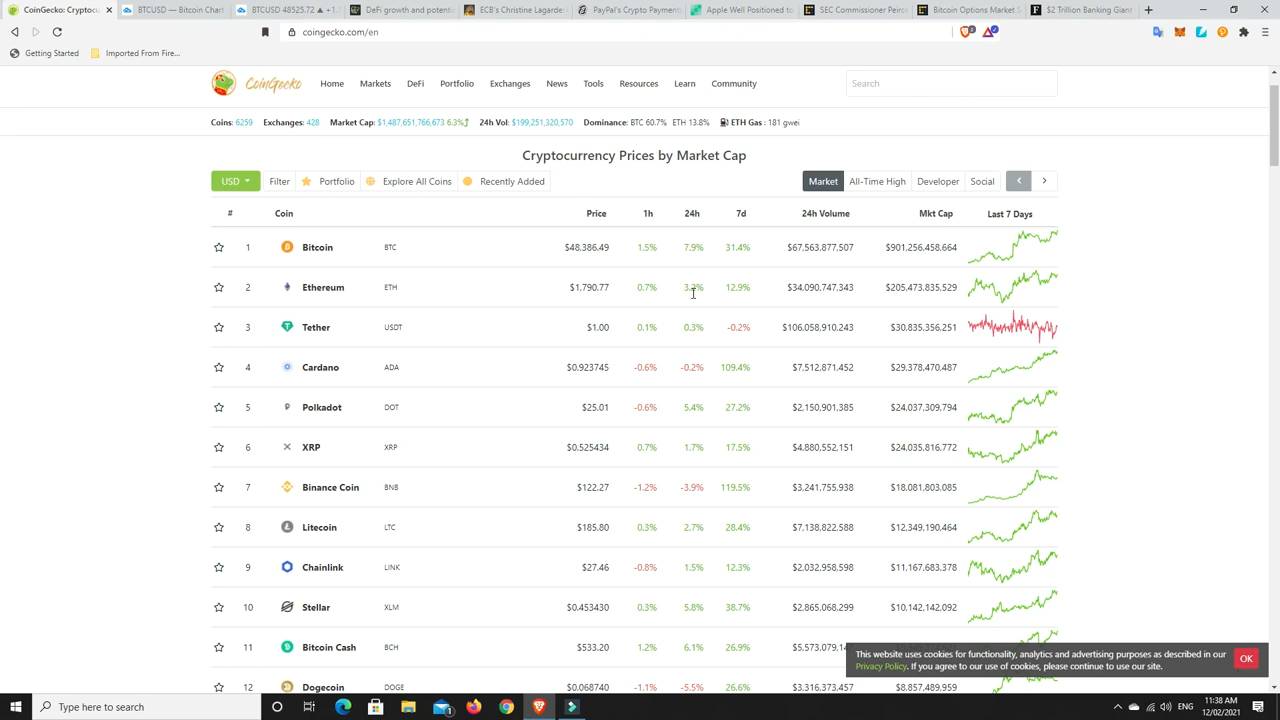 CoinGecko: Cryptocu
BTCUSD — Bitcoin Chart
BTCUSD 48525.72 ▲ +1.
DeFi growth and potenti
ECB's Christine Lagarde:
PayPal's Crypto Payment
Apple Well Positioned to
SEC Commissioner Peirc
Bitcoin Options Market S
$2 Trillion Banking Giant
coingecko.com/en
Getting Started
Imported From Fire...
CoinGecko
Home
Markets
DeFi
Portfolio
Exchanges
News
Tools
Resources
Learn
Community
Search
Coins: 6259 Exchanges: 428 Market Cap: $1,487,651,766,673 6.3% 24h Vol: $199,251,320,570 Dominance: BTC 60.7% ETH 13.8% ETH Gas : 181 gwei
Cryptocurrency Prices by Market Cap
USD Filter Portfolio Explore All Coins Recently Added Market All-Time High Developer Social
# Coin Price 1h 24h 7d 24h Volume Mkt Cap Last 7 Days
1 Bitcoin BTC $48,386.49 1.5% 7.9% 31.4% $67,563,877,507 $901,256,458,664
2 Ethereum ETH $1,790.77 0.7% 12.9% $34,090,747,343 $205,473,835,529
3 Tether USDT $1.00 0.1% 0.3% -0.2% $106,058,910,243 $30,835,356,251
4 Cardano ADA $0.923745 -0.6% -0.2% 109.4% $7,512,871,452 $29,378,470,487
5 Polkadot DOT $25.01 -0.6% 5.4% 27.2% $2,150,901,385 $24,037,309,794
6 XRP XRP $0.525434 0.7% 1.7% 17.5% $4,880,552,151 $24,035,816,772
7 Binance Coin BNB $122.27 -1.2% -3.9% 119.5% $3,241,755,938 $18,081,803,085
8 Litecoin LTC $185.80 0.3% 2.7% 28.4% $7,138,822,588 $12,349,190,464
9 Chainlink LINK $27.46 -0.8% 1.5% 12.3% $2,032,958,598 $11,167,683,378
10 Stellar XLM $0.453430 0.3% 5.8% 38.7% $2,865,068,299 $10,142,142,092
11 Bitcoin Cash BCH $533.20 1.2% 6.1% 26.9% $5,573,079,1
12 Dogecoin DOGE $0.068740 -1.1% -5.5% 26.6% $3,316,373,457 $8,857,489,959
This website uses cookies for functionality, analytics and advertising purposes as described in our
Privacy Policy. If you agree to our use of cookies, please continue to use our site.
OK
Type here to search
ENG
11:38 AM
12/02/2021